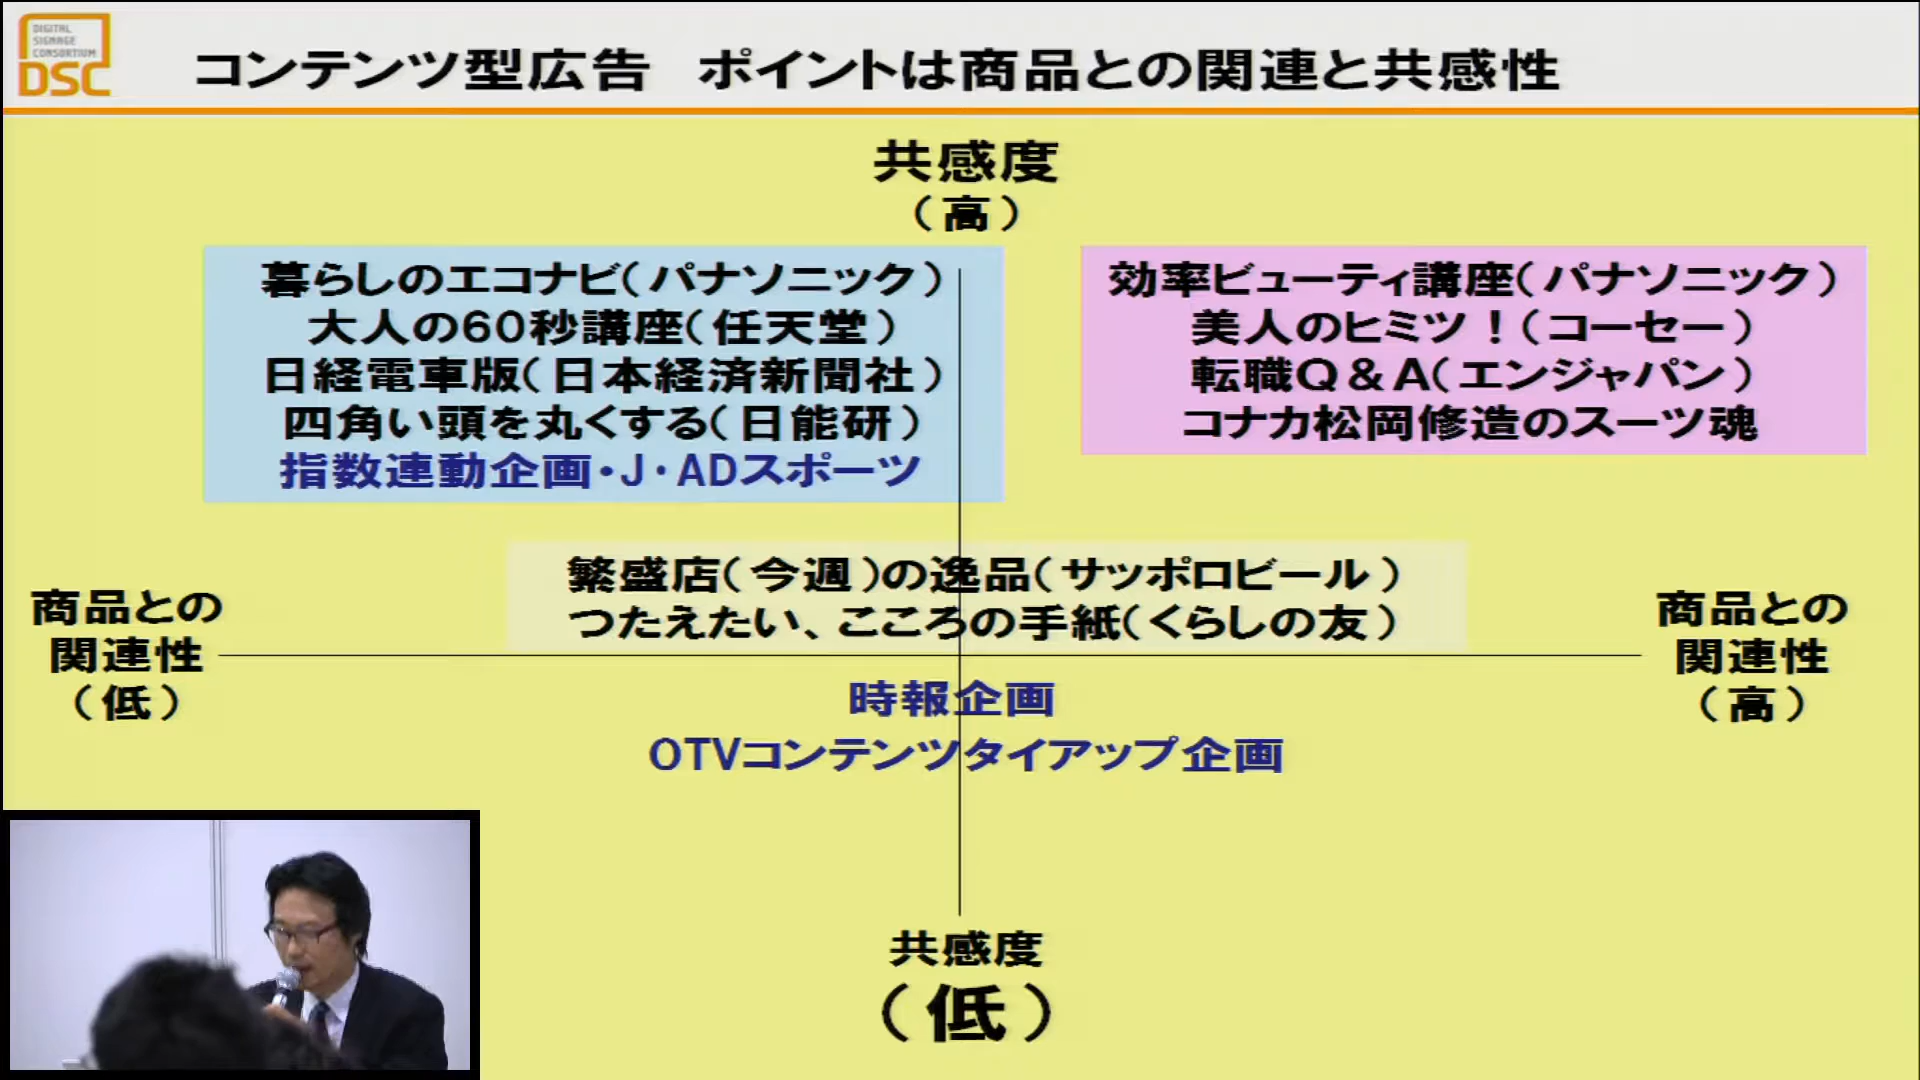 DIGITAL
SIGNAGE
CONSORTIUM
DSC
コンテンツ型広告　ポイントは商品との関連と共感性
共感度
（高）
暮らしのエコナビ（パナソニック）
大人の60秒講座（任天堂）
日経電車版（日本経済新聞社）
四角い頭を丸くする（日能研）
指数連動企画・J・ADスポーツ
効率ビューティ講座（パナソニック）
美人のヒミツ！（コーセー）
転職Q＆A（エンジャパン）
コナカ松岡修造のスーツ魂
繁盛店（今週）の逸品（サッポロビール）
つたえたい、こころの手紙（くらしの友）
商品との
関連性
（低）
商品との
関連性
（高）
時報企画
OTVコンテンツタイアップ企画
共感度
（低）